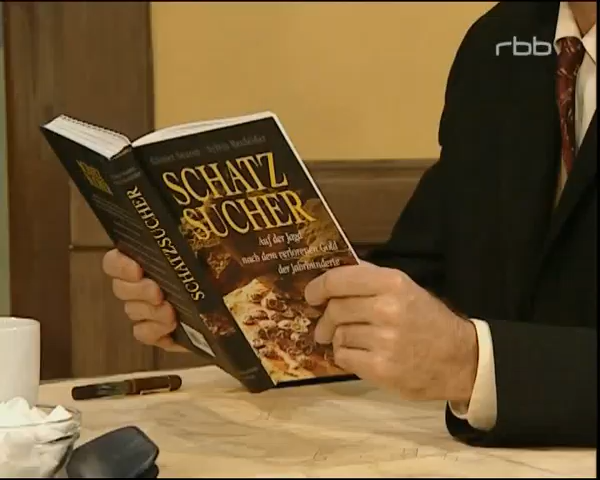 rbb
SCHATZ
SUCHER
Auf der Jagd
nach dem verlorenen Gold
der Jahrhunderte
SCHATZSUCHER